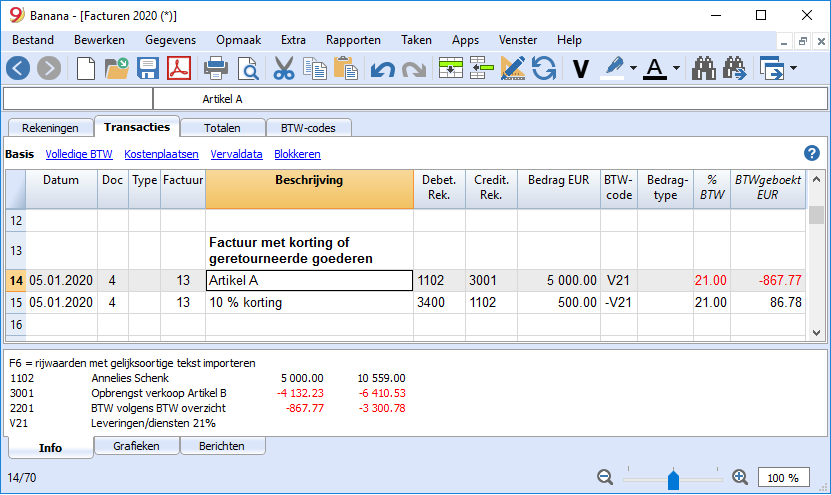 Banana - [Facturen 2020 (*)]
Bestand Bewerken Gegevens Opmaak Extra Rapporten Taken Apps Venster Help
V A
Artikel A
Rekeningen Transacties Totalen BTW-codes
Basis Volledige BTW Kostenplaatsen Vervaldata Blokkeren ?
Datum Doc Type Factuur Beschrijving Debet. Rek. Credit. Rek. Bedrag EUR BTW-code Bedrag-type % BTW BTWgeboekt EUR
12
13 Factuur met korting of
geretourneerde goederen
14 05.01.2020 4 13 Artikel A 1102 3001 5 000.00 V21 21.00 -867.77
15 05.01.2020 4 13 10 % korting 3400 1102 500.00 -V21 21.00 86.78
16
F6 = rijwaarden met gelijksoortige tekst importeren
1102 Annelies Schenk 5 000.00 10 559.00
3001 Opbrengst verkoop Artikel B -4 132.23 -6 410.53
2201 BTW volgens BTW overzicht -867.77 -3 300.78
V21 Leveringen/diensten 21%
Info Grafieken Berichten
14/70 100 %